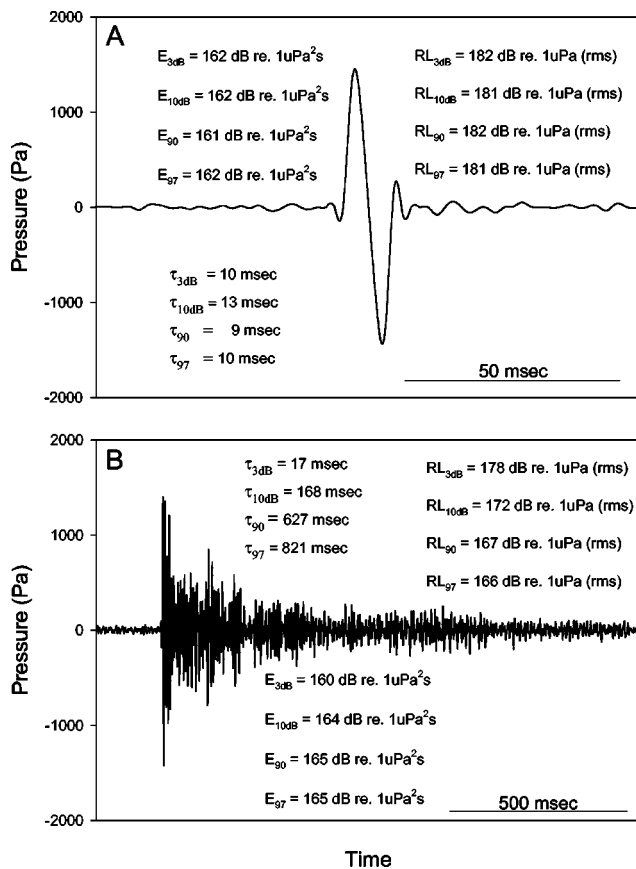 A
Pressure (Pa)
2000
1000
0
-1000
-2000
E3dB = 162 dB re. 1uPa²s
E10dB = 162 dB re. 1uPa²s
E90 = 161 dB re. 1uPa²s
E97 = 162 dB re. 1uPa²s
RL3dB = 182 dB re. 1uPa (rms)
RL10dB = 181 dB re. 1uPa (rms)
RL90 = 182 dB re. 1uPa (rms)
RL97 = 181 dB re. 1uPa (rms)
τ3dB = 10 msec
τ10dB = 13 msec
τ90 = 9 msec
τ97 = 10 msec
50 msec
B
Pressure (Pa)
2000
1000
0
-1000
-2000
τ3dB = 17 msec
τ10dB = 168 msec
τ90 = 627 msec
τ97 = 821 msec
RL3dB = 178 dB re. 1uPa (rms)
RL10dB = 172 dB re. 1uPa (rms)
RL90 = 167 dB re. 1uPa (rms)
RL97 = 166 dB re. 1uPa (rms)
E3dB = 160 dB re. 1uPa²s
E10dB = 164 dB re. 1uPa²s
E90 = 165 dB re. 1uPa²s
E97 = 165 dB re. 1uPa²s
500 msec
Time